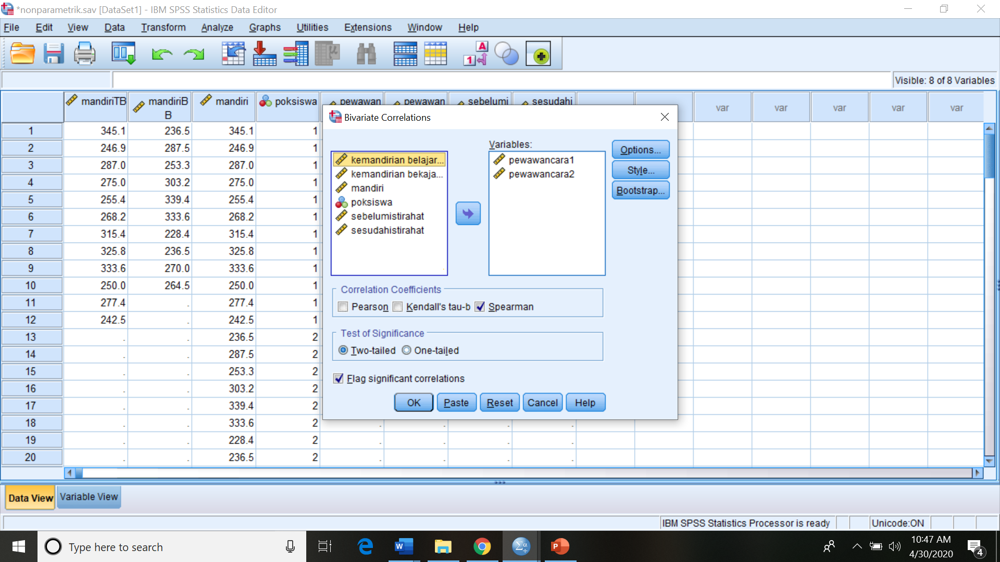 *nonparametrik.sav [DataSet1] - IBM SPSS Statistics Data Editor
File Edit View Data Transform Analyze Graphs Utilities Extensions Window Help
Visible: 8 of 8 Variables
mandiriTB mandiriB mandiri poksiswa pewawan pewawan sebelumi sesudahi var var var var var
B
1 345.1 236.5 345.1 1
2 246.9 287.5 246.9 1
3 287.0 253.3 287.0 1
4 275.0 303.2 275.0 1
5 255.4 339.4 255.4 1
6 268.2 333.6 268.2 1
7 315.4 228.4 315.4 1
8 325.8 236.5 325.8 1
9 333.6 270.0 333.6 1
10 250.0 264.5 250.0 1
11 277.4 . 277.4 1
12 242.5 . 242.5 1
13 . . 236.5 2
14 . . 287.5 2
15 . . 253.3 2
16 . . 303.2 2
17 . . 339.4 2
18 . . 333.6 2 . . . .
19 . . 228.4 2 . . . .
20 . . 236.5 2 . . . .
Bivariate Correlations
Variables:
kemandirian belajar...
kemandirian bekaja...
mandiri
poksiswa
sebelumistirahat
sesudahistirahat
pewawancara1
pewawancara2
Options...
Style...
Bootstrap...
Correlation Coefficients
Pearson Kendall's tau-b Spearman
Test of Significance
Two-tailed One-tailed
Flag significant correlations
OK Paste Reset Cancel Help
Data View Variable View
IBM SPSS Statistics Processor is ready Unicode:ON
Type here to search
10:47 AM
4/30/2020
4